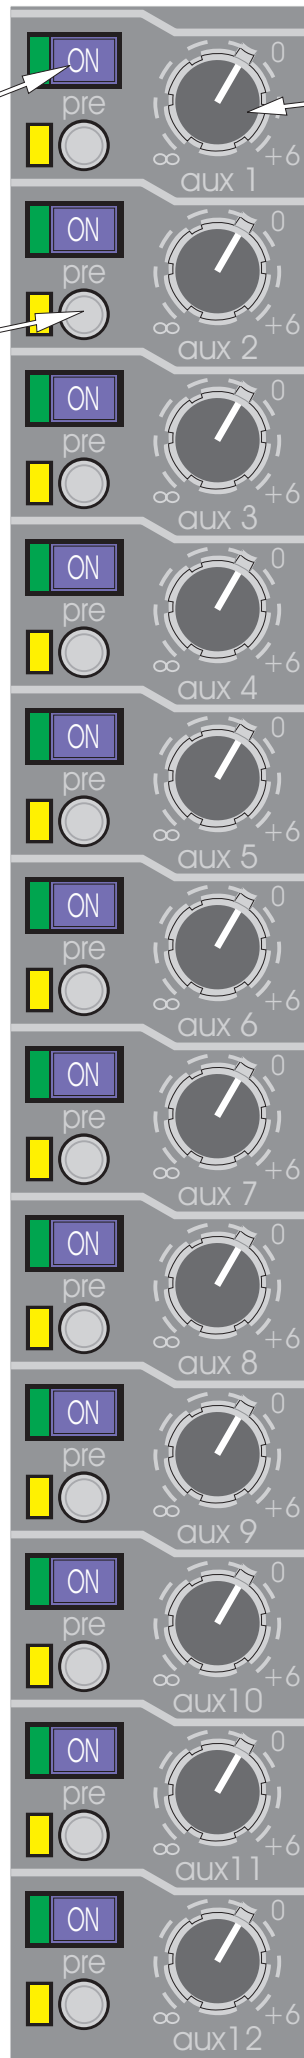 ON 0
pre
∞ +6
aux 1
ON 0
pre
∞ +6
aux 2
ON 0
pre
∞ +6
aux 3
ON 0
pre
∞ +6
aux 4
ON 0
pre
∞ +6
aux 5
ON 0
pre
∞ +6
aux 6
ON 0
pre
∞ +6
aux 7
ON 0
pre
∞ +6
aux 8
ON 0
pre
∞ +6
aux 9
ON 0
pre
∞ +6
aux10
ON 0
pre
∞ +6
aux11
ON 0
pre
∞ +6
aux12